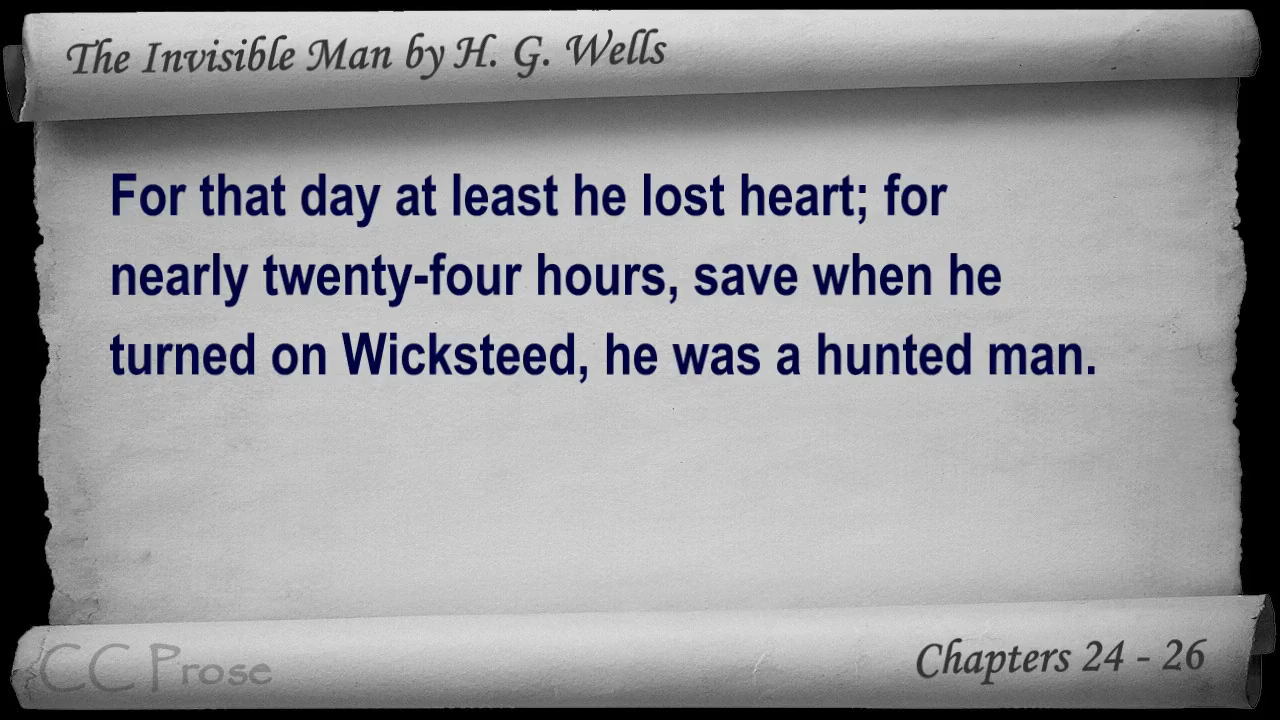 The Invisible Man by H. G. Wells
For that day at least he lost heart; for
nearly twenty-four hours, save when he
turned on Wicksteed, he was a hunted man.
CC Prose
Chapters 24 - 26